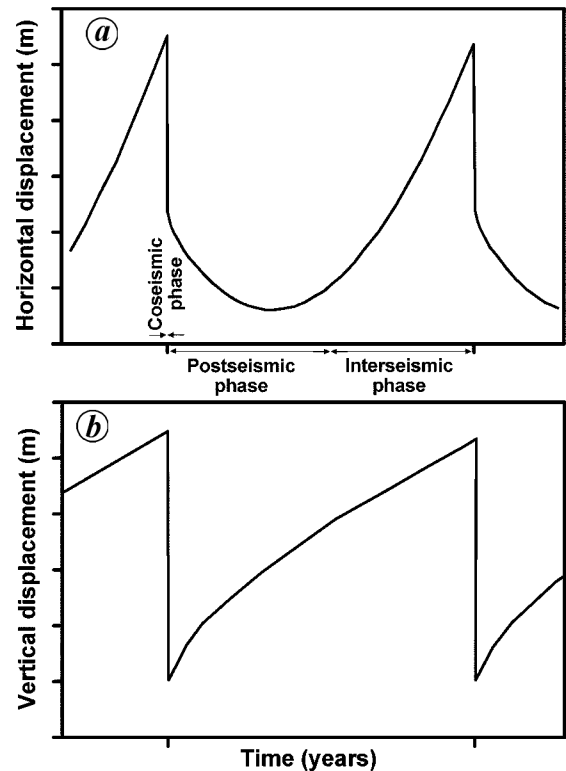 a
Horizontal displacement (m)
Coseismic
phase
Postseismic
phase
Interseismic
phase
b
Vertical displacement (m)
Time (years)